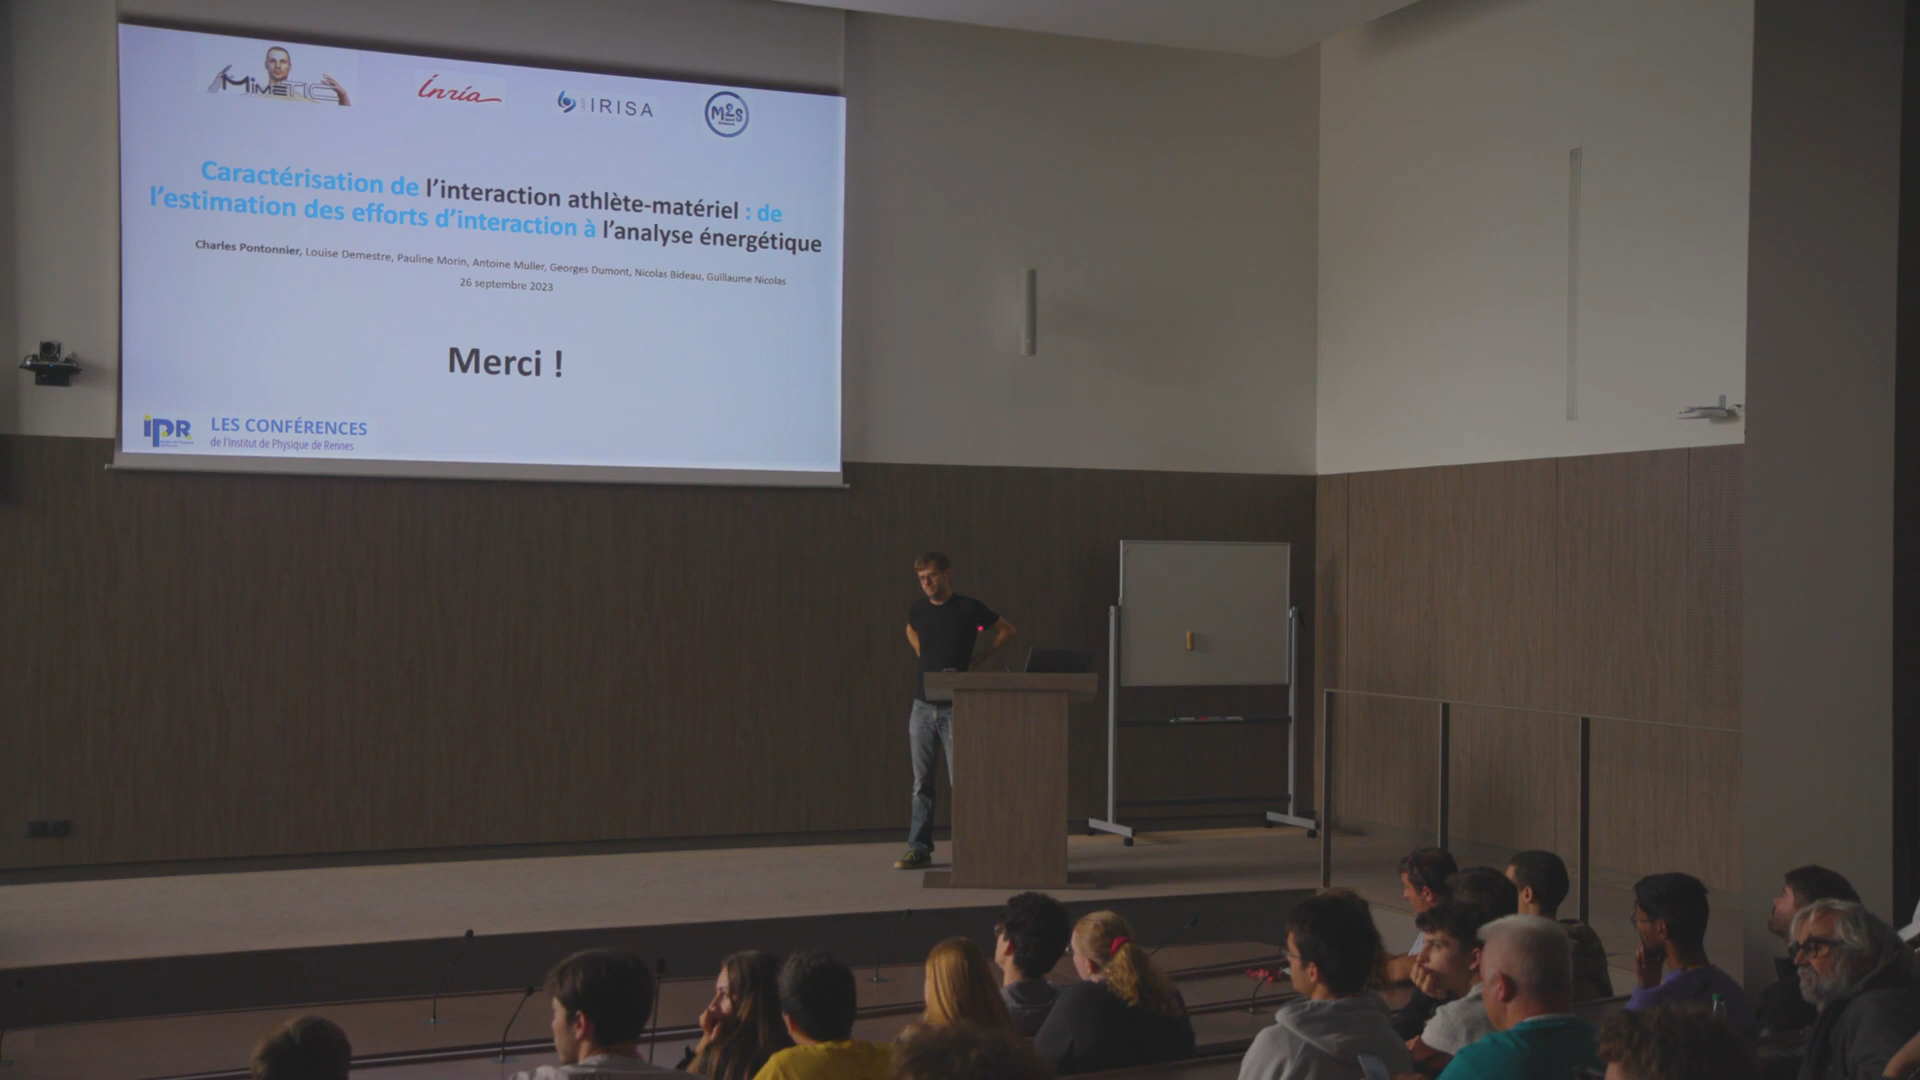 MimeTIC
Inria
IRISA
M2S
Caractérisation de l’interaction athlète-matériel : de
l’estimation des efforts d’interaction à l’analyse énergétique
Charles Pontonnier, Louise Demestre, Pauline Morin, Antoine Muller, Georges Dumont, Nicolas Bideau, Guillaume Nicolas
26 septembre 2023
Merci !
iPR
LES CONFÉRENCES
de l’Institut de Physique de Rennes